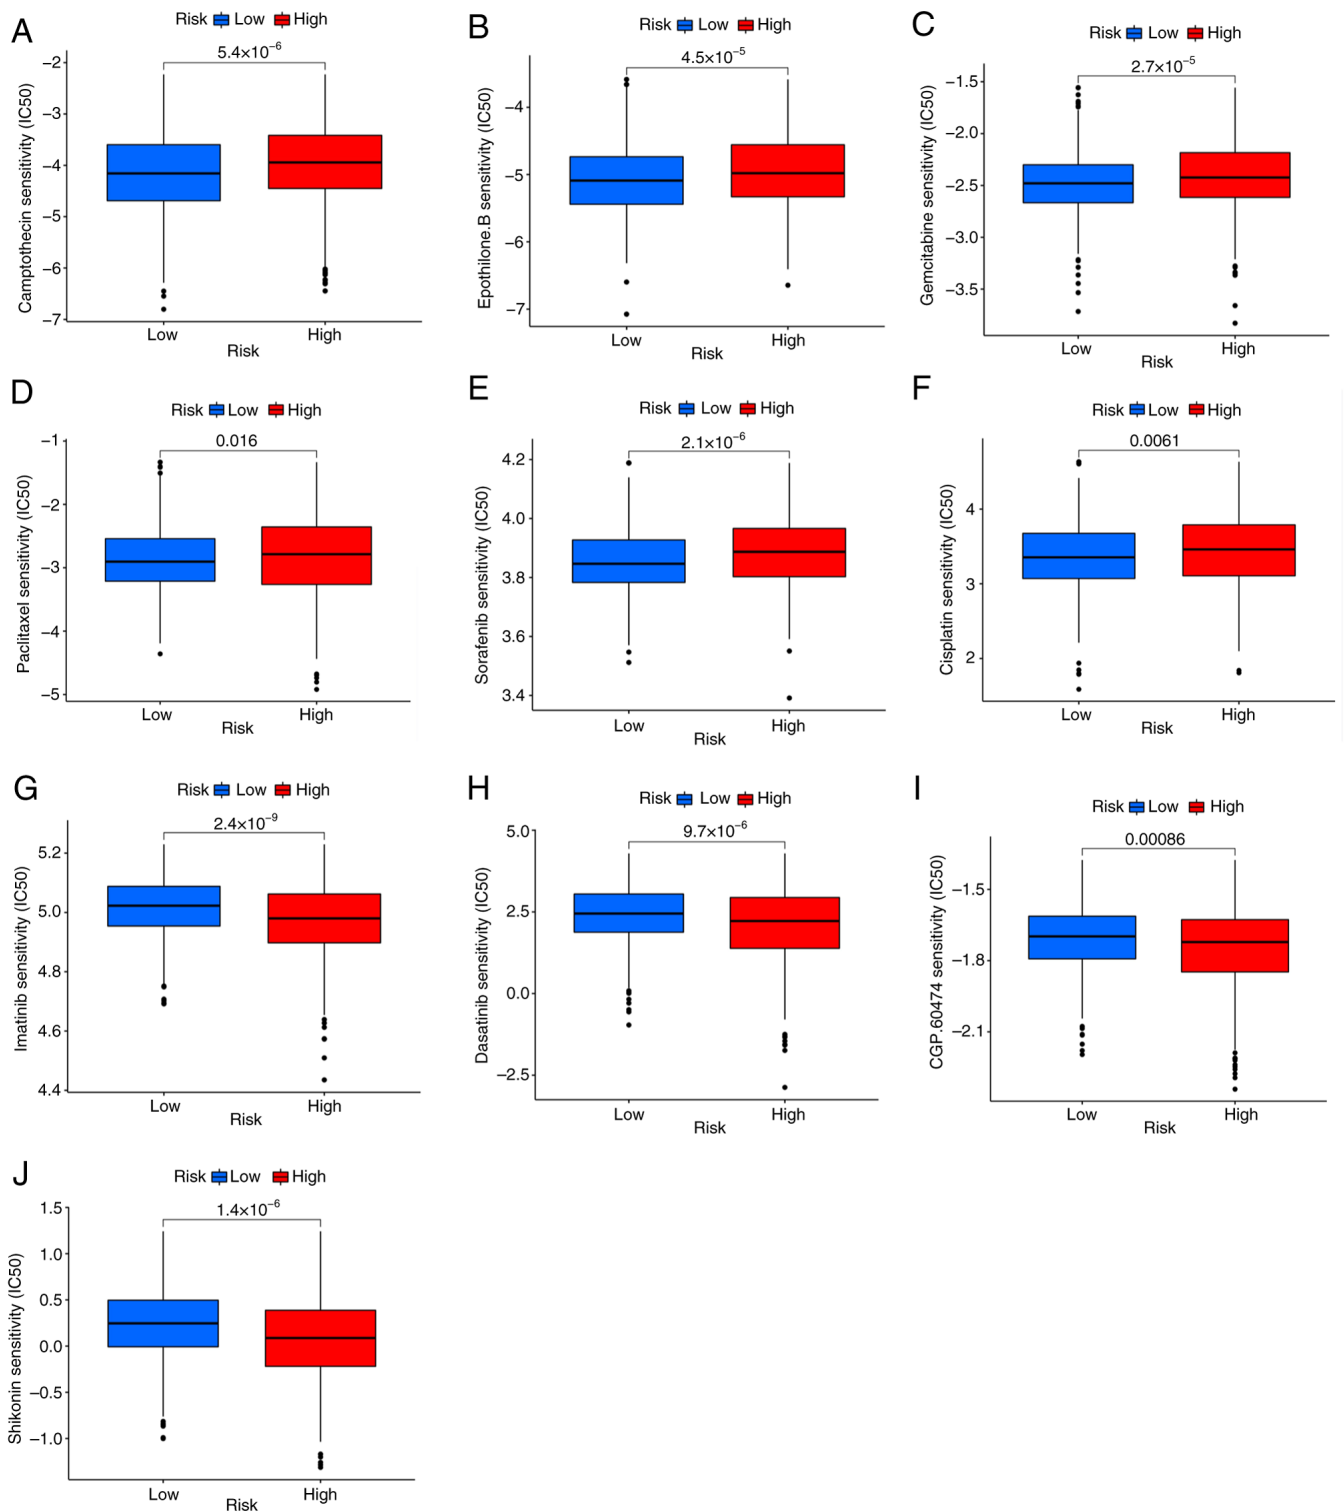 A
Risk Low High
5.4×10⁻⁶
Camptothecin sensitivity (IC50)
−2
−3
−4
−5
−6
−7
Low High
Risk
B
Risk Low High
4.5×10⁻⁵
Epothilone.B sensitivity (IC50)
−4
−5
−6
−7
Low High
Risk
C
Risk Low High
2.7×10⁻⁵
Gemcitabine sensitivity (IC50)
−1.5
−2.0
−2.5
−3.0
−3.5
Low High
Risk
D
Risk Low High
0.016
Paclitaxel sensitivity (IC50)
−1
−2
−3
−4
−5
Low High
Risk
E
Risk Low High
2.1×10⁻⁶
Sorafenib sensitivity (IC50)
4.2
4.0
3.8
3.6
3.4
Low High
Risk
F
Risk Low High
0.0061
Cisplatin sensitivity (IC50)
4
3
2
Low High
Risk
G
Risk Low High
2.4×10⁻⁹
Imatinib sensitivity (IC50)
5.2
5.0
4.8
4.6
4.4
Low High
Risk
H
Risk Low High
9.7×10⁻⁶
Dasatinib sensitivity (IC50)
5.0
2.5
0.0
−2.5
Low High
Risk
I
Risk Low High
0.00086
CGP.60474 sensitivity (IC50)
−1.5
−1.8
−2.1
Low High
Risk
J
Risk Low High
1.4×10⁻⁶
Shikonin sensitivity (IC50)
1.5
1.0
0.5
0.0
−0.5
−1.0
Low High
Risk